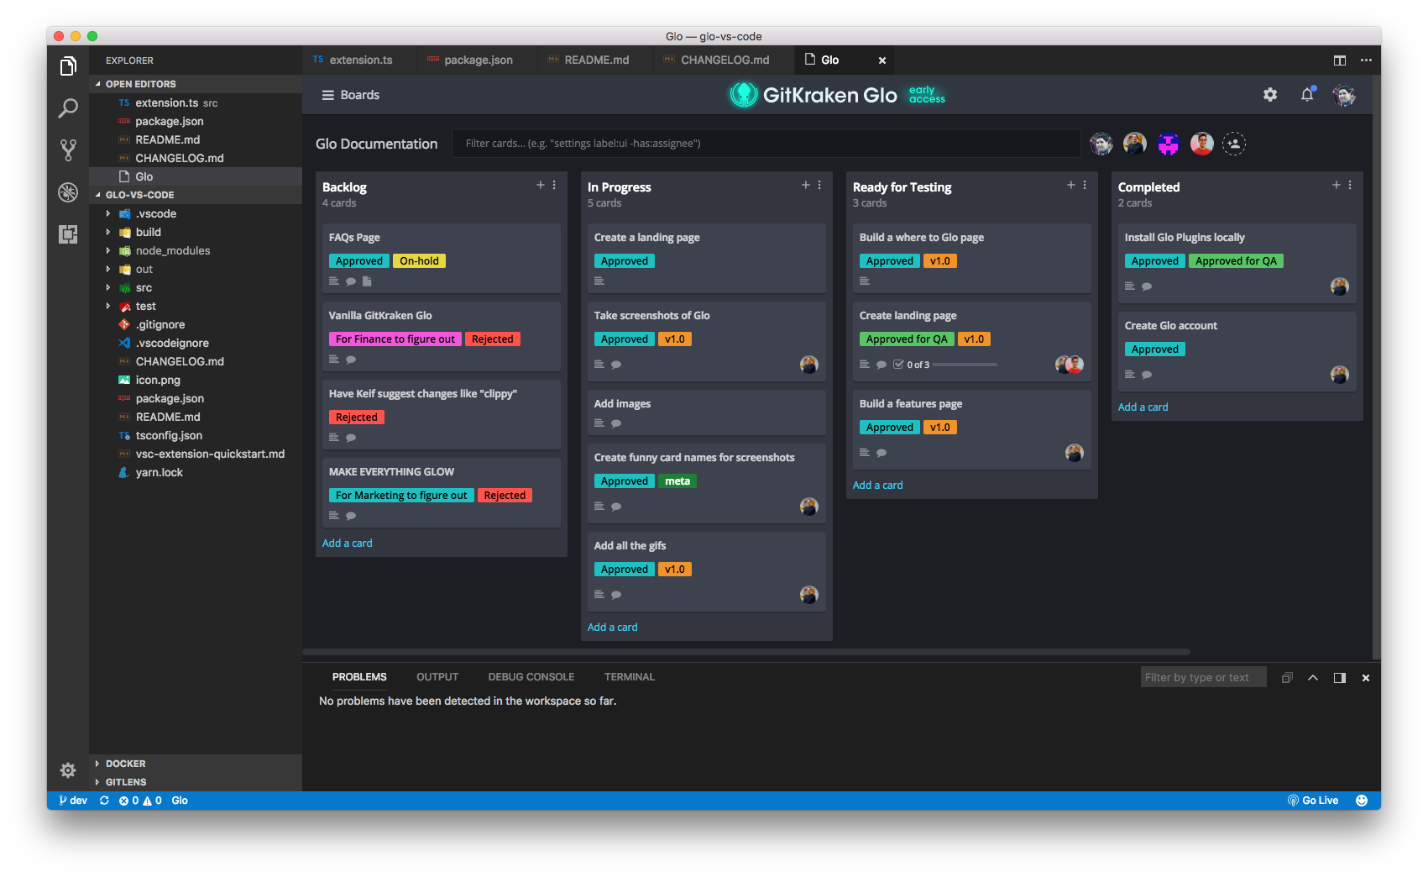 Glo — glo-vs-code
EXPLORER
OPEN EDITORS
TS extension.ts src
package.json
README.md
CHANGELOG.md
Glo
GLO-VS-CODE
.vscode
build
node_modules
out
src
test
.gitignore
.vscodeignore
CHANGELOG.md
icon.png
package.json
README.md
TS tsconfig.json
vsc-extension-quickstart.md
yarn.lock
DOCKER
GITLENS
TS extension.ts
package.json
README.md
CHANGELOG.md
Glo
Boards
GitKraken Glo early access
Glo Documentation
Filter cards... (e.g. "settings label:ui -has:assignee")
Backlog
4 cards
FAQs Page
Approved On-hold
Vanilla GitKraken Glo
For Finance to figure out Rejected
Have Keif suggest changes like "clippy"
Rejected
MAKE EVERYTHING GLOW
For Marketing to figure out Rejected
Add a card
In Progress
5 cards
Create a landing page
Approved
Take screenshots of Glo
Approved v1.0
Add images
Create funny card names for screenshots
Approved meta
Add all the gifs
Approved v1.0
Add a card
Ready for Testing
3 cards
Build a where to Glo page
Approved v1.0
Create landing page
Approved for QA v1.0
0 of 3
Build a features page
Approved v1.0
Add a card
Completed
2 cards
Install Glo Plugins locally
Approved Approved for QA
Create Glo account
Approved
Add a card
PROBLEMS OUTPUT DEBUG CONSOLE TERMINAL
Filter by type or text
No problems have been detected in the workspace so far.
dev 0 0 Glo
Go Live